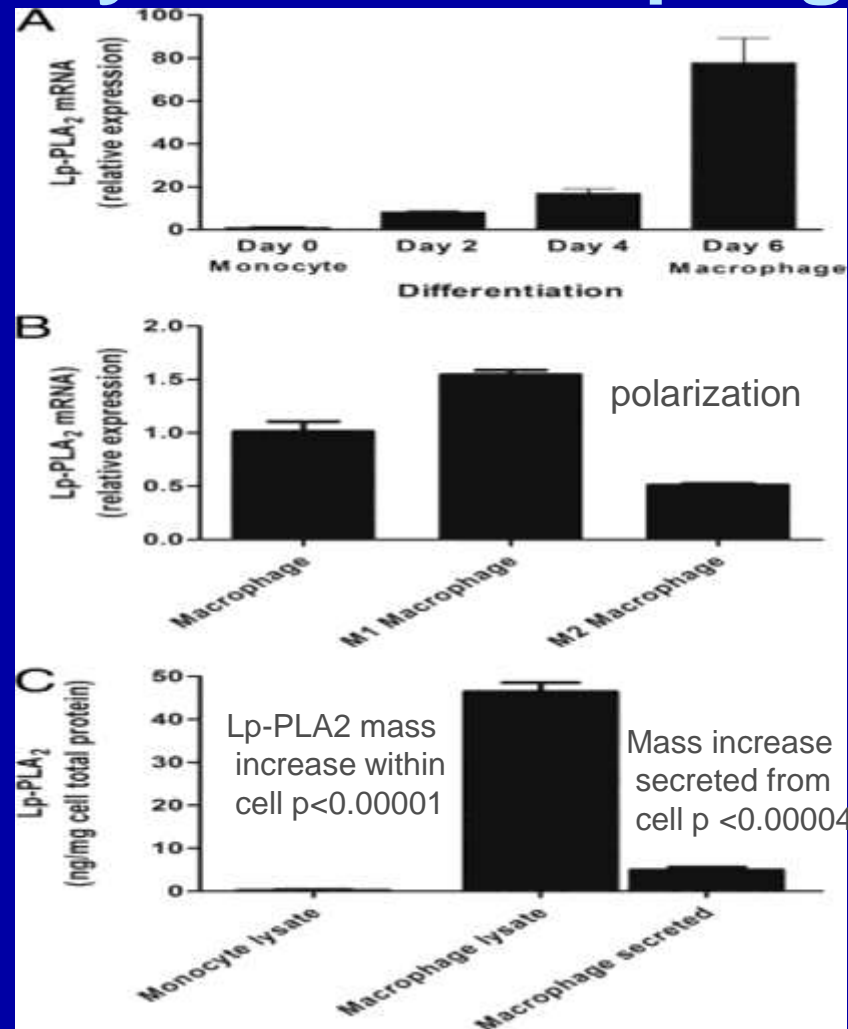 A
Lp-PLA₂ mRNA
(relative expression)
100
80
60
40
20
0
Day 0
Monocyte
Day 2
Day 4
Day 6
Macrophage
Differentiation
B
Lp-PLA₂ mRNA)
(relative expression)
2.0
1.5
1.0
0.5
0.0
polarization
Macrophage
M1 Macrophage
M2 Macrophage
C
Lp-PLA₂
(ng/mg cell total protein)
50
40
30
20
10
0
Lp-PLA2 mass
increase within
cell p<0.00001
Mass increase
secreted from
cell p <0.00004
Monocyte lysate
Macrophage lysate
Macrophage secreted